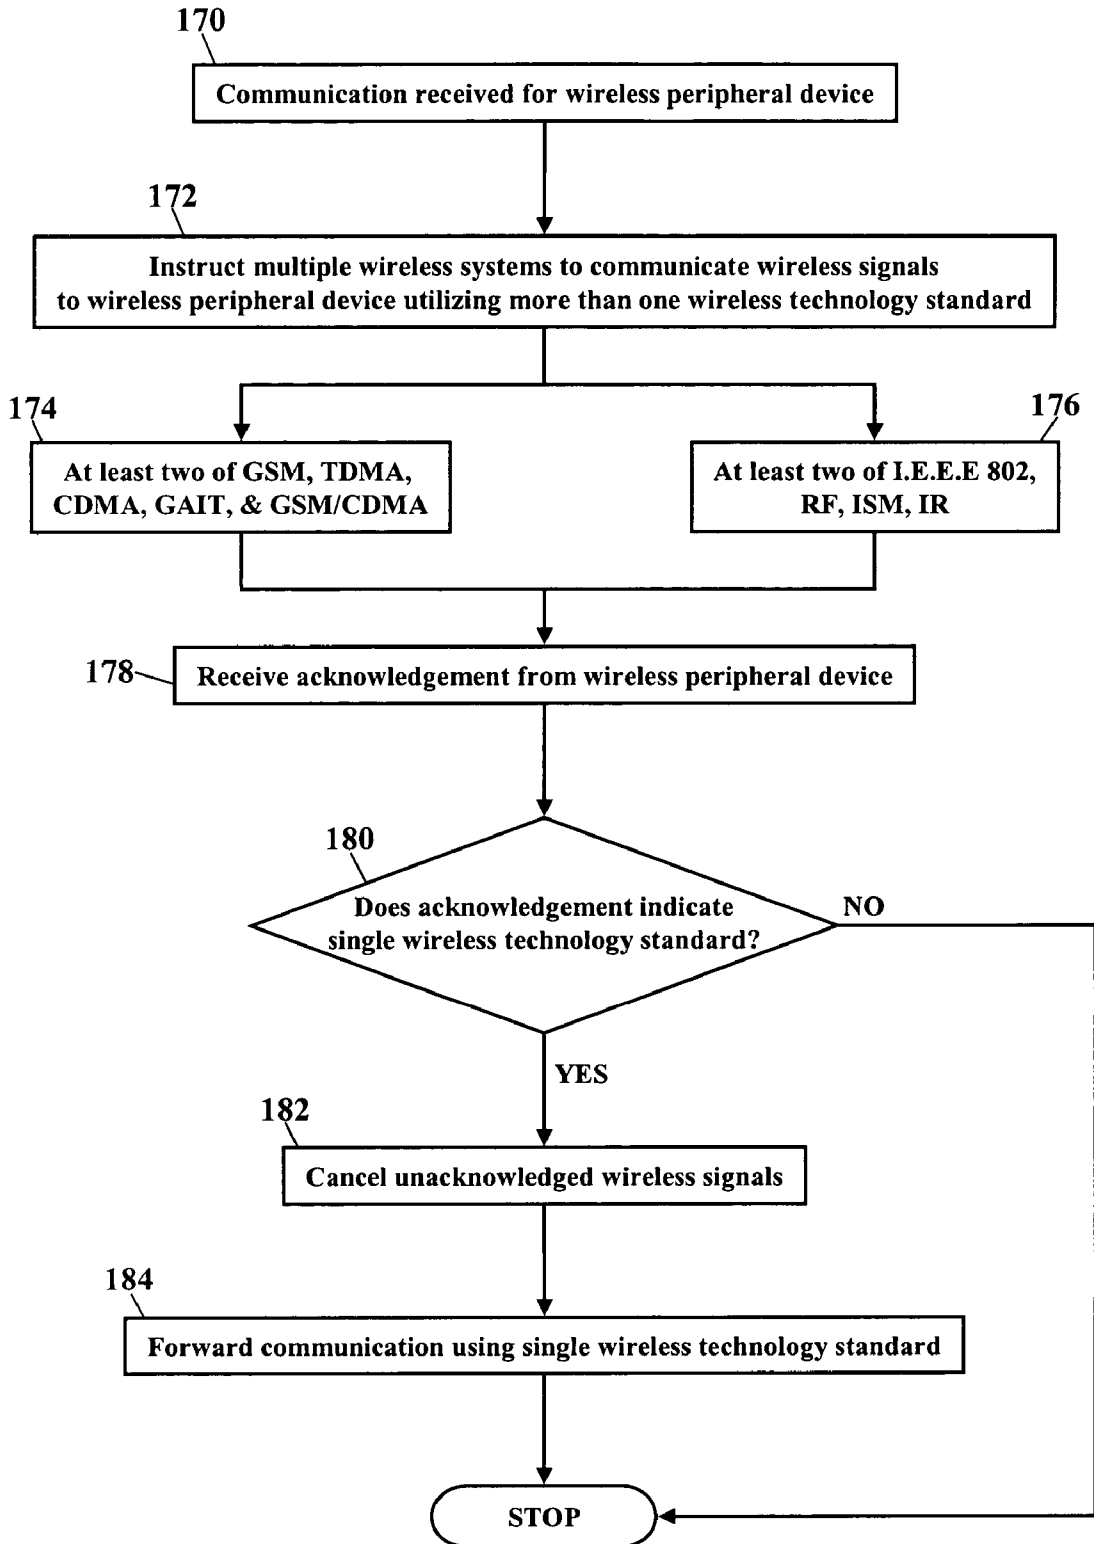 170
Communication received for wireless peripheral device
172
Instruct multiple wireless systems to communicate wireless signals
to wireless peripheral device utilizing more than one wireless technology standard
174
176
At least two of GSM, TDMA,
CDMA, GAIT, & GSM/CDMA
At least two of I.E.E.E 802,
RF, ISM, IR
178
Receive acknowledgement from wireless peripheral device
180
Does acknowledgement indicate
single wireless technology standard?
NO
YES
182
Cancel unacknowledged wireless signals
184
Forward communication using single wireless technology standard
STOP